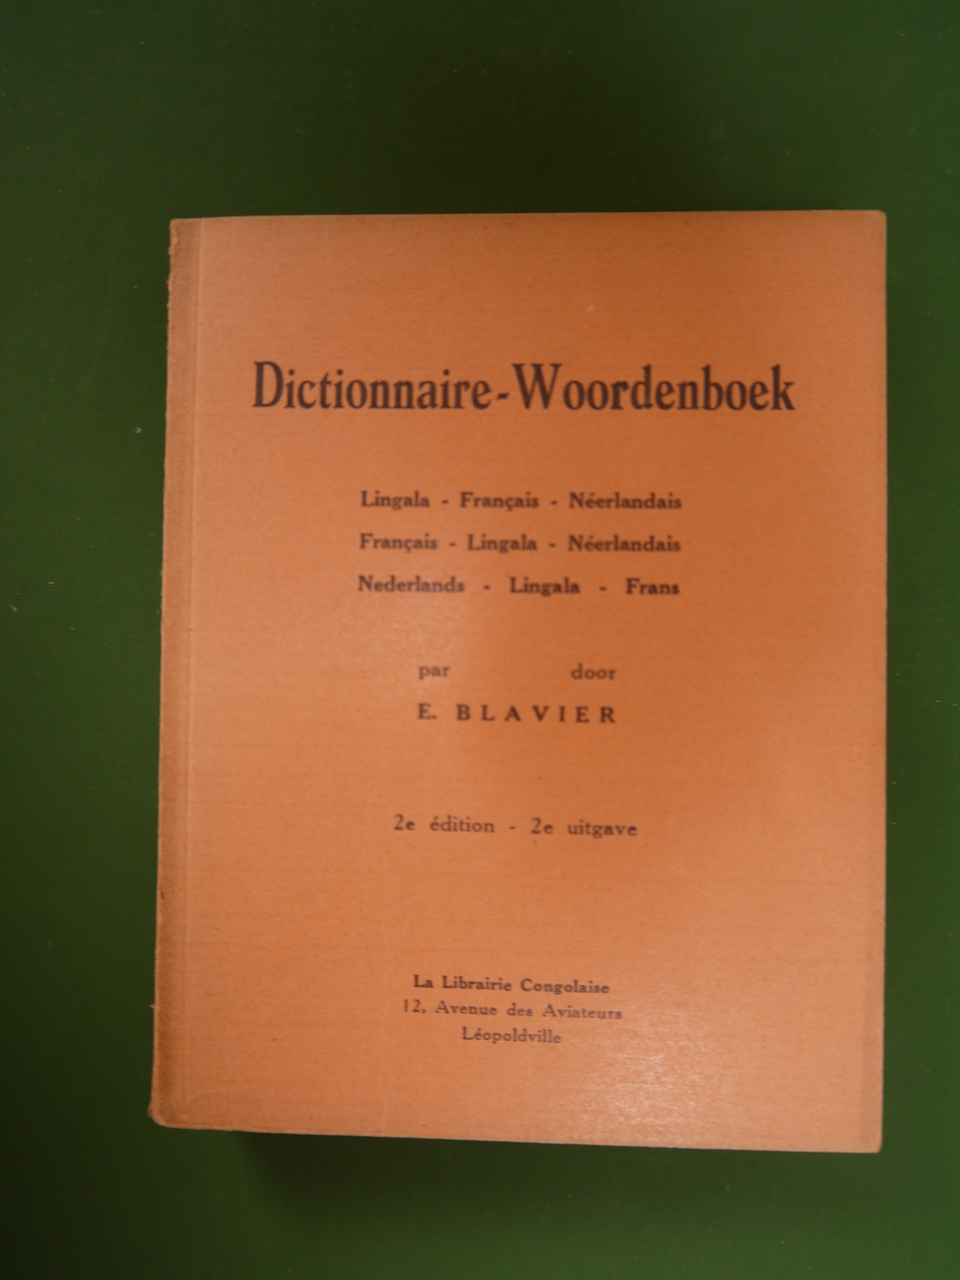 Dictionnaire-Woordenboek
Lingala - Français - Néerlandais
Français - Lingala - Néerlandais
Nederlands - Lingala - Frans
par door
E. BLAVIER
2e édition - 2e uitgave
La Librairie Congolaise
12, Avenue des Aviateurs
Léopoldville